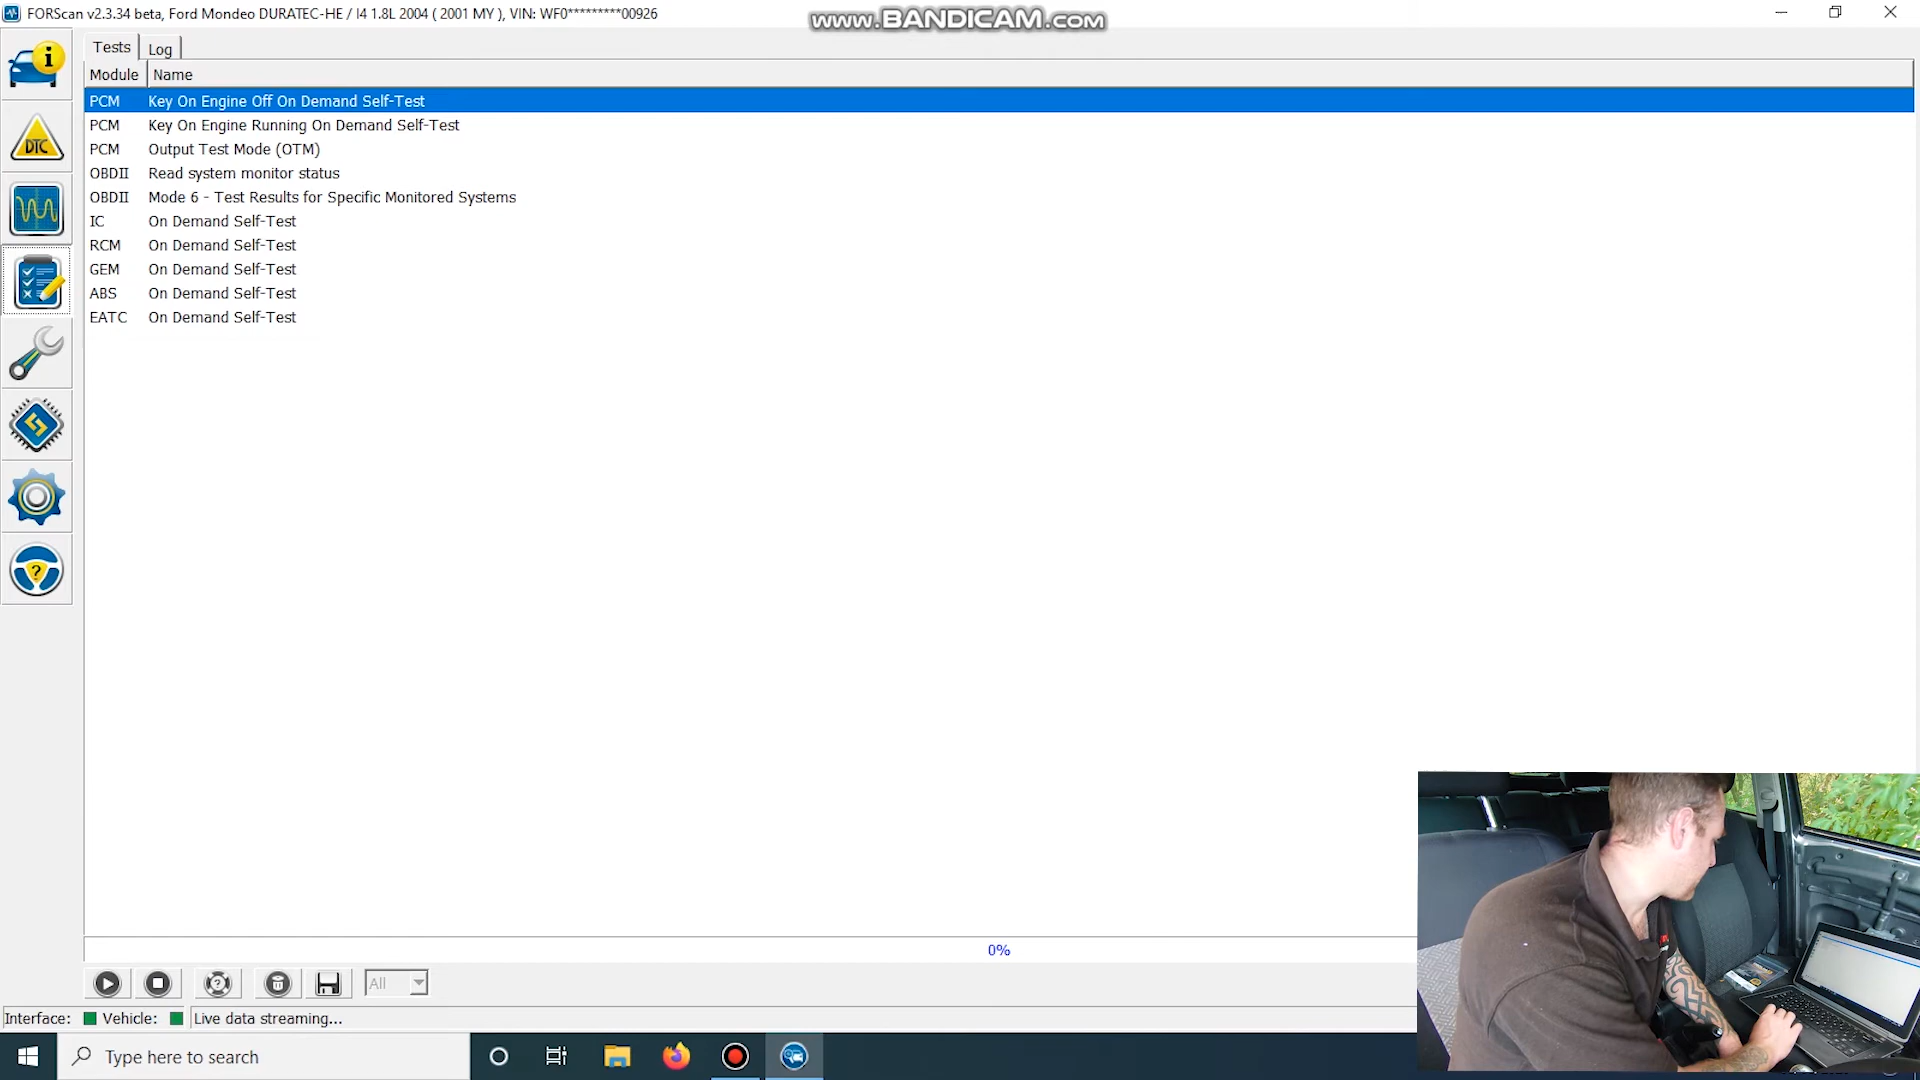 FORScan v2.3.34 beta, Ford Mondeo DURATEC-HE / I4 1.8L 2004 ( 2001 MY ), VIN: WF0*********00926
www.BANDICAM.com
Tests
Log
Module Name
PCM Key On Engine Off On Demand Self-Test
PCM Key On Engine Running On Demand Self-Test
PCM Output Test Mode (OTM)
OBDII Read system monitor status
OBDII Mode 6 - Test Results for Specific Monitored Systems
IC On Demand Self-Test
RCM On Demand Self-Test
GEM On Demand Self-Test
ABS On Demand Self-Test
EATC On Demand Self-Test
DTC
0%
All
Interface: Vehicle: Live data streaming...
Type here to search